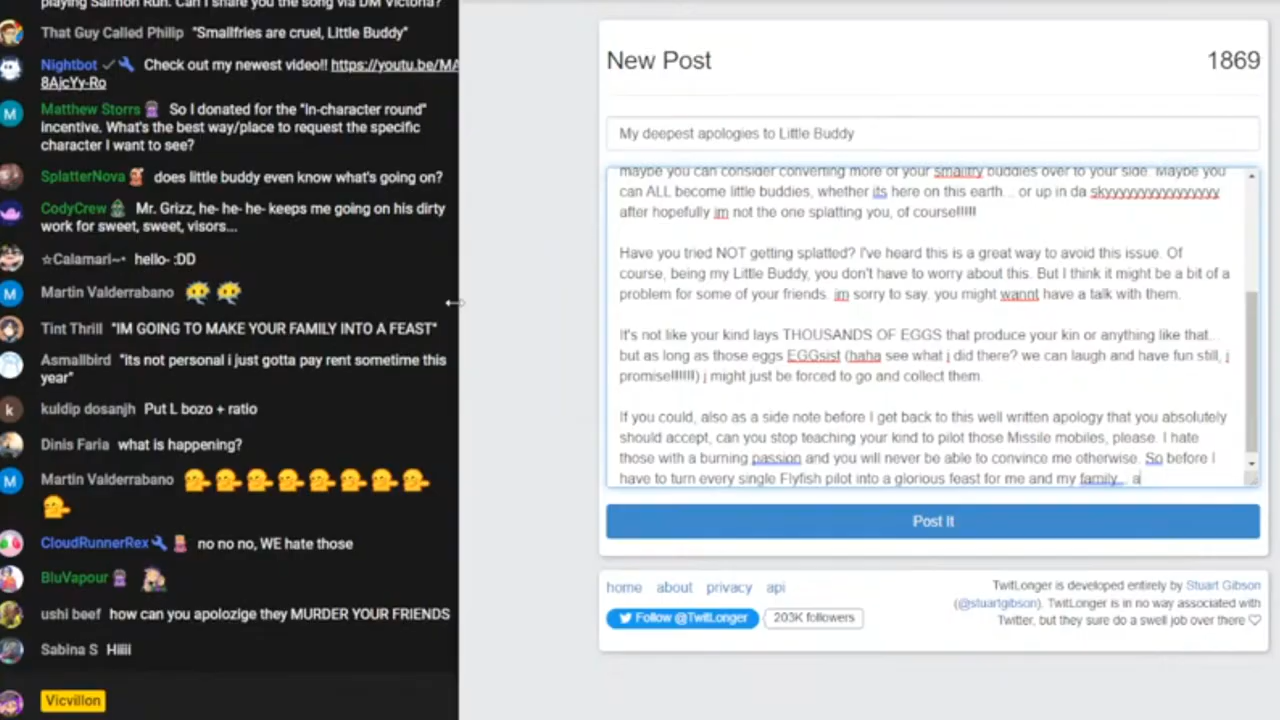 playing Salmon Run. Can I share you the song via DM Victoria?
That Guy Called Philip "Smallfries are cruel, Little Buddy"
Nightbot Check out my newest video!! https://youtu.be/MA
8AjcYy-Ro
M Matthew Storrs So I donated for the "In-character round"
incentive. What's the best way/place to request the specific
character I want to see?
SplatterNova does little buddy even know what's going on?
CodyCrew Mr. Grizz, he- he- he- keeps me going on his dirty
work for sweet, sweet, visors...
☆Calamari~• hello- :DD
M Martin Valderrabano
Tint Thrill "IM GOING TO MAKE YOUR FAMILY INTO A FEAST"
Asmallbird "its not personal i just gotta pay rent sometime this
year"
k kuldip dosanjh Put L bozo + ratio
Dinis Faria what is happening?
M Martin Valderrabano
CloudRunnerRex no no no, WE hate those
BluVapour
ushi beef how can you apolozige they MURDER YOUR FRIENDS
Sabina S Hiiii
Vicvillon
New Post 1869
My deepest apologies to Little Buddy
maybe you can consider converting more of your smallfry buddies over to your side. Maybe you
can ALL become little buddies, whether its here on this earth... or up in da skyyyyyyyyyyyyyyyy
after hopefully im not the one splatting you, of course!!!!!
Have you tried NOT getting splatted? I've heard this is a great way to avoid this issue. Of
course, being my Little Buddy, you don't have to worry about this. But I think it might be a bit of a
problem for some of your friends. im sorry to say. you might wannt have a talk with them.
It's not like your kind lays THOUSANDS OF EGGS that produce your kin or anything like that...
but as long as those eggs EGGsist (haha see what i did there? we can laugh and have fun still, i
promise!!!!!!!) i might just be forced to go and collect them.
If you could, also as a side note before I get back to this well written apology that you absolutely
should accept, can you stop teaching your kind to pilot those Missile mobiles, please. I hate
those with a burning passion and you will never be able to convince me otherwise. So before I
have to turn every single Flyfish pilot into a glorious feast for me and my family... a
Post It
home about privacy api
Follow @TwitLonger 203K followers
TwitLonger is developed entirely by Stuart Gibson
(@stuartgibson). TwitLonger is in no way associated with
Twitter, but they sure do a swell job over there ♡